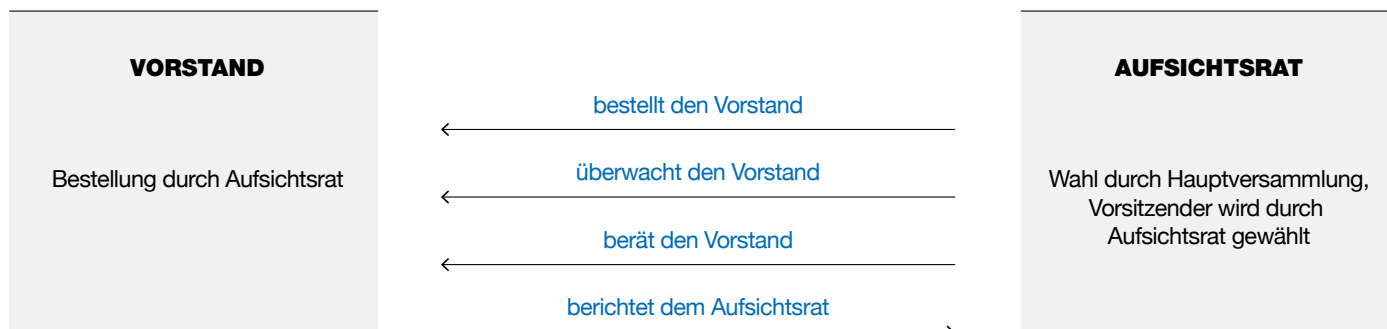 VORSTAND
Bestellung durch Aufsichtsrat
bestellt den Vorstand
überwacht den Vorstand
berät den Vorstand
berichtet dem Aufsichtsrat
AUFSICHTSRAT
Wahl durch Hauptversammlung,
Vorsitzender wird durch
Aufsichtsrat gewählt